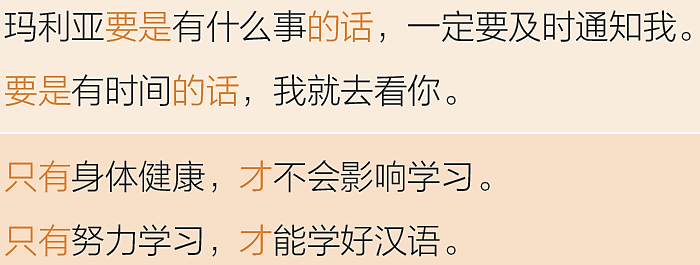 玛利亚要是有什么事的话，一定要及时通知我。
要是有时间的话，我就去看你。
只有身体健康，才不会影响学习。
只有努力学习，才能学好汉语。